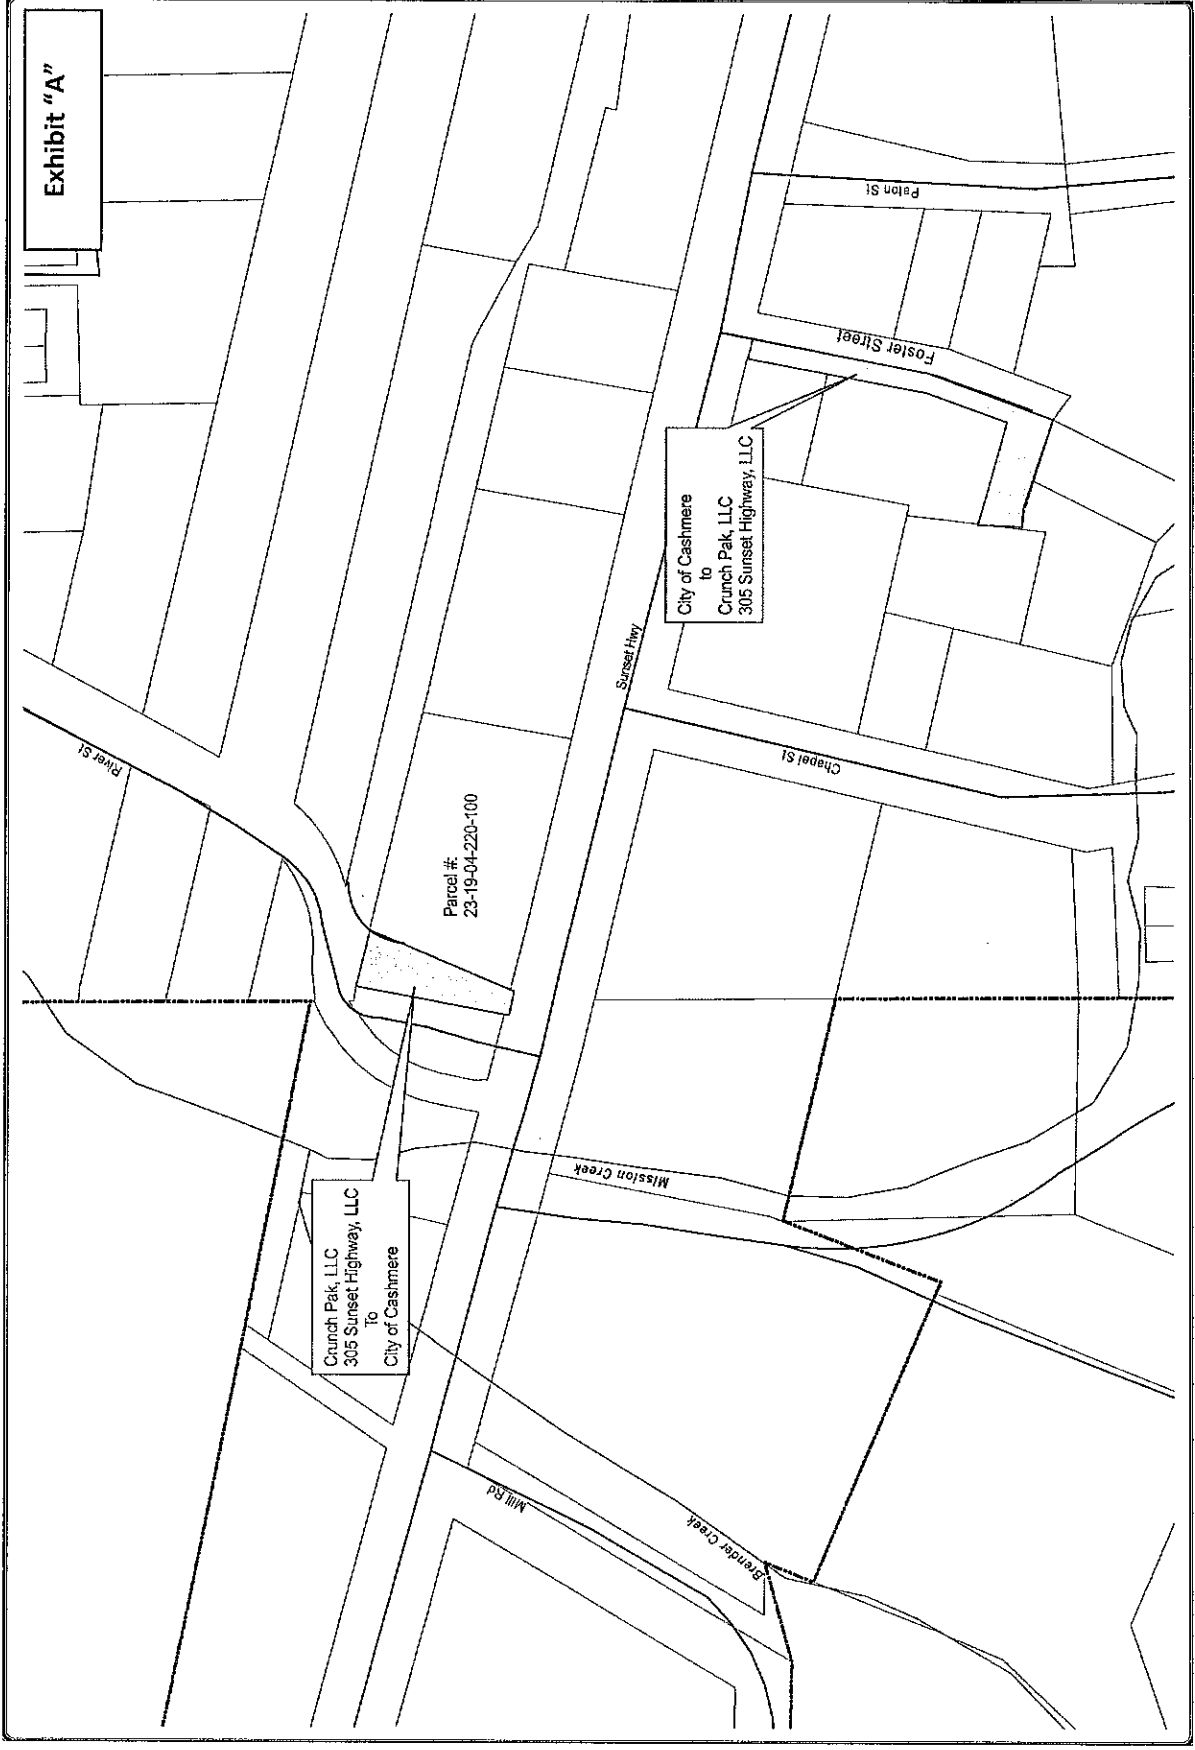 Exhibit "A"
River St
Parcel #:
23-19-04-220-100
Crunch Pak, LLC
305 Sunset Highway, LLC
To
City of Cashmere
Sunset Hwy
City of Cashmere
to
Crunch Pak, LLC
305 Sunset Highway, LLC
Paton St
Foster Street
Chapel St
Mission Creek
Mill Rd
Brender Creek